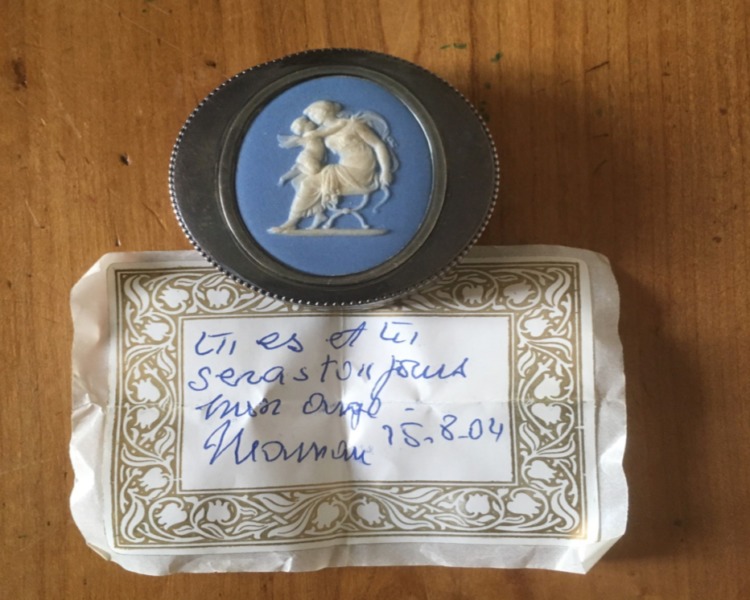 tu es et tu
seras toujours
mon ange -
Maman 15.8.04